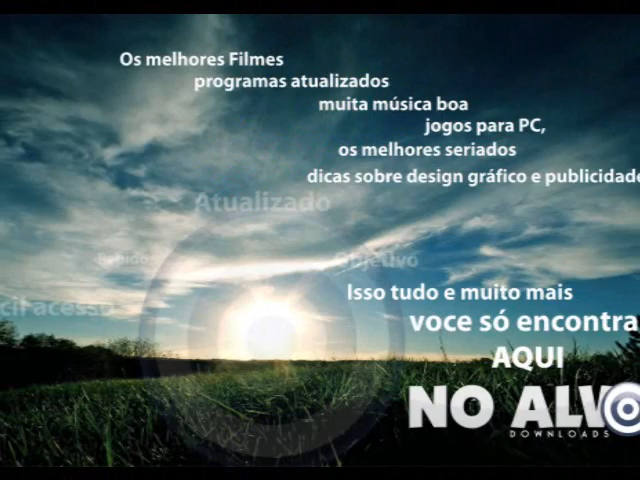 Os melhores Filmes
programas atualizados
muita música boa
jogos para PC,
os melhores seriados
dicas sobre design gráfico e publicidade
Atualizado
Objetivo
Isso tudo e muito mais
voce só encontra
AQUI
NO ALVO
DOWNLOADS